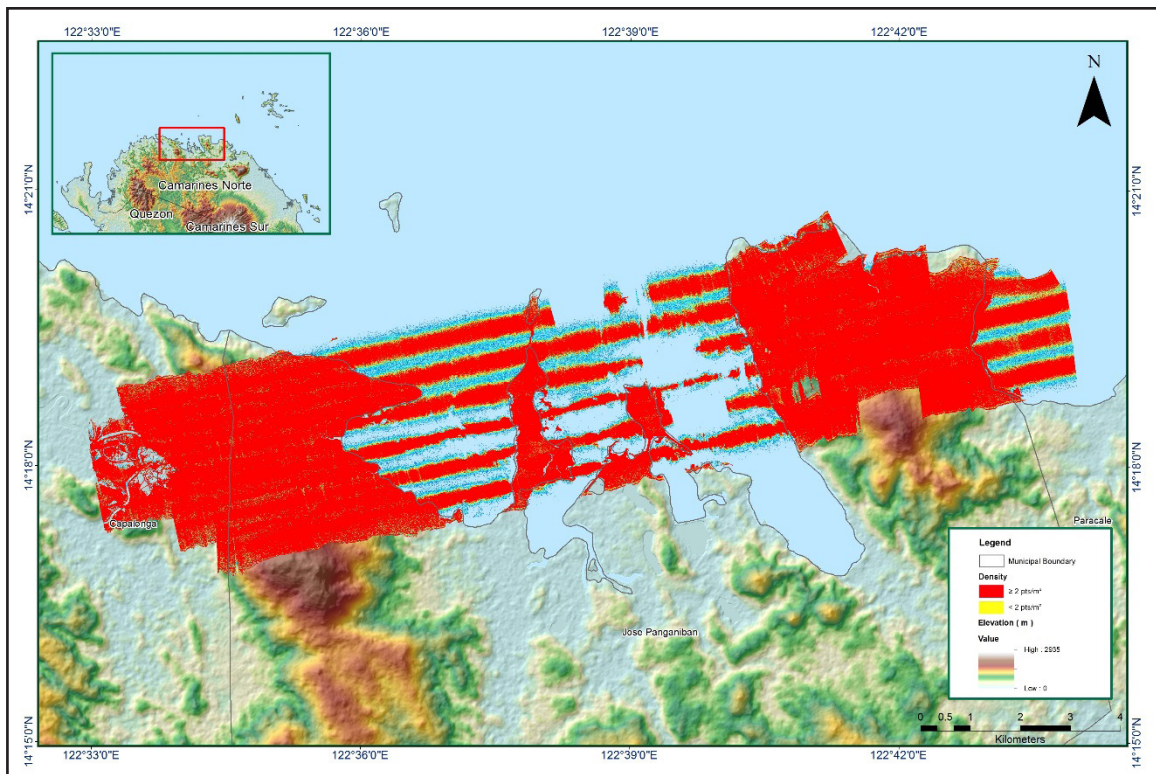 122°33'0"E 122°36'0"E 122°39'0"E 122°42'0"E
N
14°21'0"N 14°21'0"N
Camarines Norte
Quezon
Camarines Sur
14°18'0"N 14°18'0"N
Capalonga
Paracale
Jose Panganiban
Legend
Municipal Boundary
Density
≥ 2 pts/m²
< 2 pts/m²
Elevation ( m )
Value
High : 2935
Low : 0
0 0.5 1 2 3 4
Kilometers
14°15'0"N 14°15'0"N
122°33'0"E 122°36'0"E 122°39'0"E 122°42'0"E